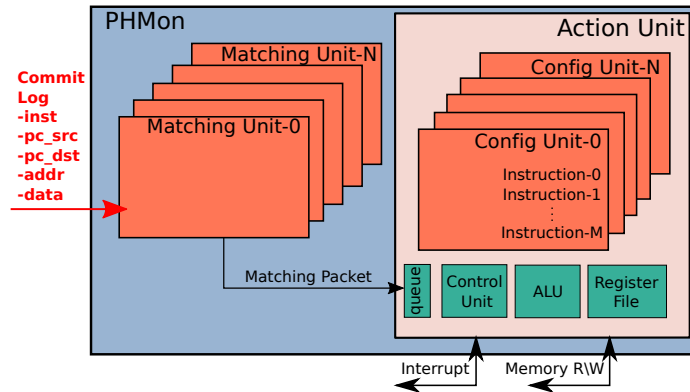 PHMon
Action Unit
Commit
Log
-inst
-pc_src
-pc_dst
-addr
-data
Matching Unit-N
Matching Unit-0
Config Unit-N
Config Unit-0
Instruction-0
Instruction-1
Instruction-M
Matching Packet
queue
Control
Unit
ALU
Register
File
Interrupt
Memory R\W